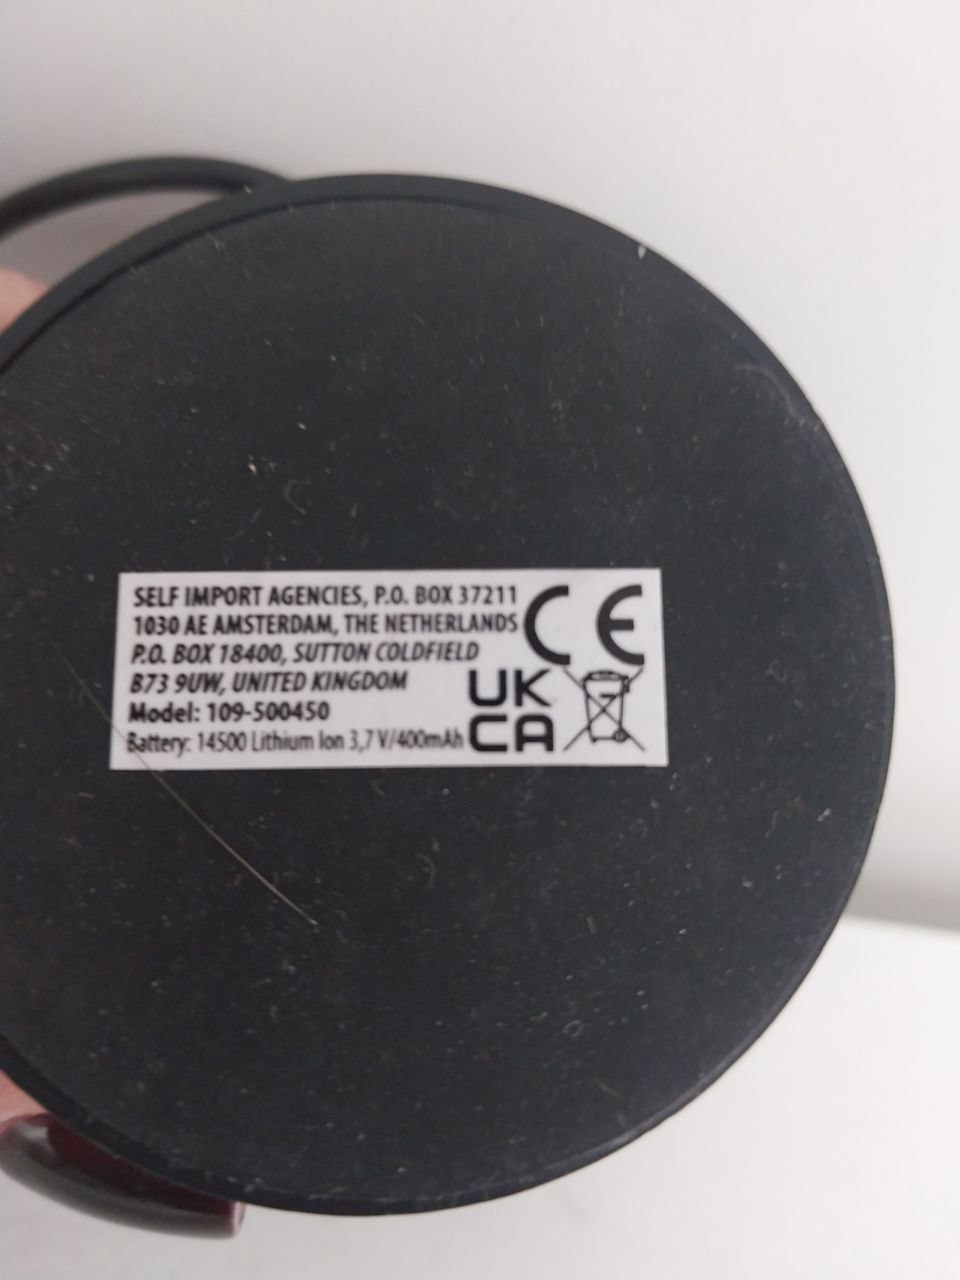 SELF IMPORT AGENCIES, P.O. BOX 37211
1030 AE AMSTERDAM, THE NETHERLANDS
P.O. BOX 18400, SUTTON COLDFIELD
B73 9UW, UNITED KINGDOM
Model: 109-500450
Battery: 14500 Lithium Ion 3,7 V/400mAh
CE
UK
CA